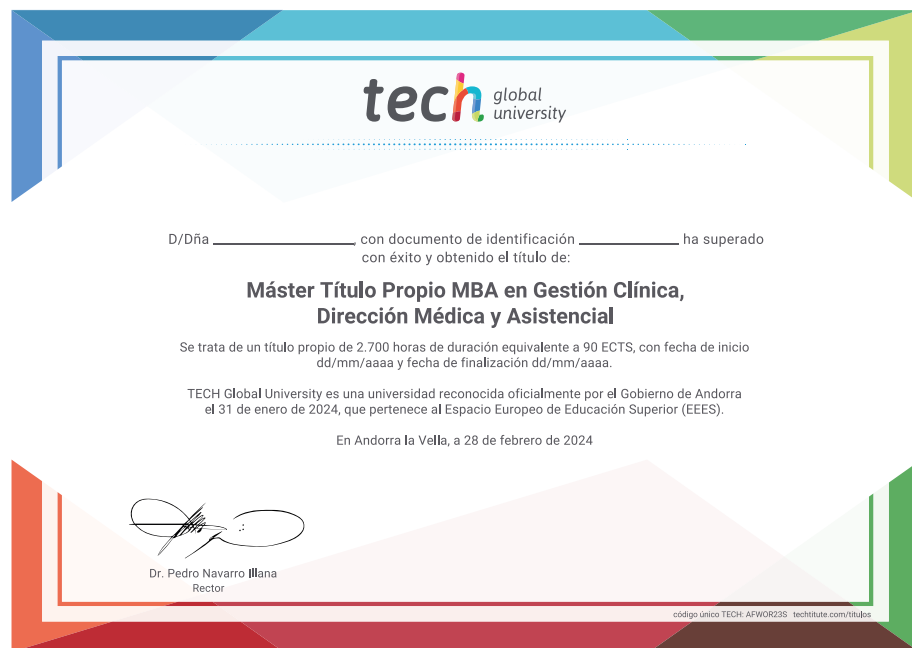 tech global university
D/Dña ____________, con documento de identificación ____________ ha superado
con éxito y obtenido el título de:
Máster Título Propio MBA en Gestión Clínica,
Dirección Médica y Asistencial
Se trata de un título propio de 2.700 horas de duración equivalente a 90 ECTS, con fecha de inicio
dd/mm/aaaa y fecha de finalización dd/mm/aaaa.
TECH Global University es una universidad reconocida oficialmente por el Gobierno de Andorra
el 31 de enero de 2024, que pertenece al Espacio Europeo de Educación Superior (EEES).
En Andorra la Vella, a 28 de febrero de 2024
Dr. Pedro Navarro Illana
Rector
código único TECH: AFWOR23S techtitute.com/titulos